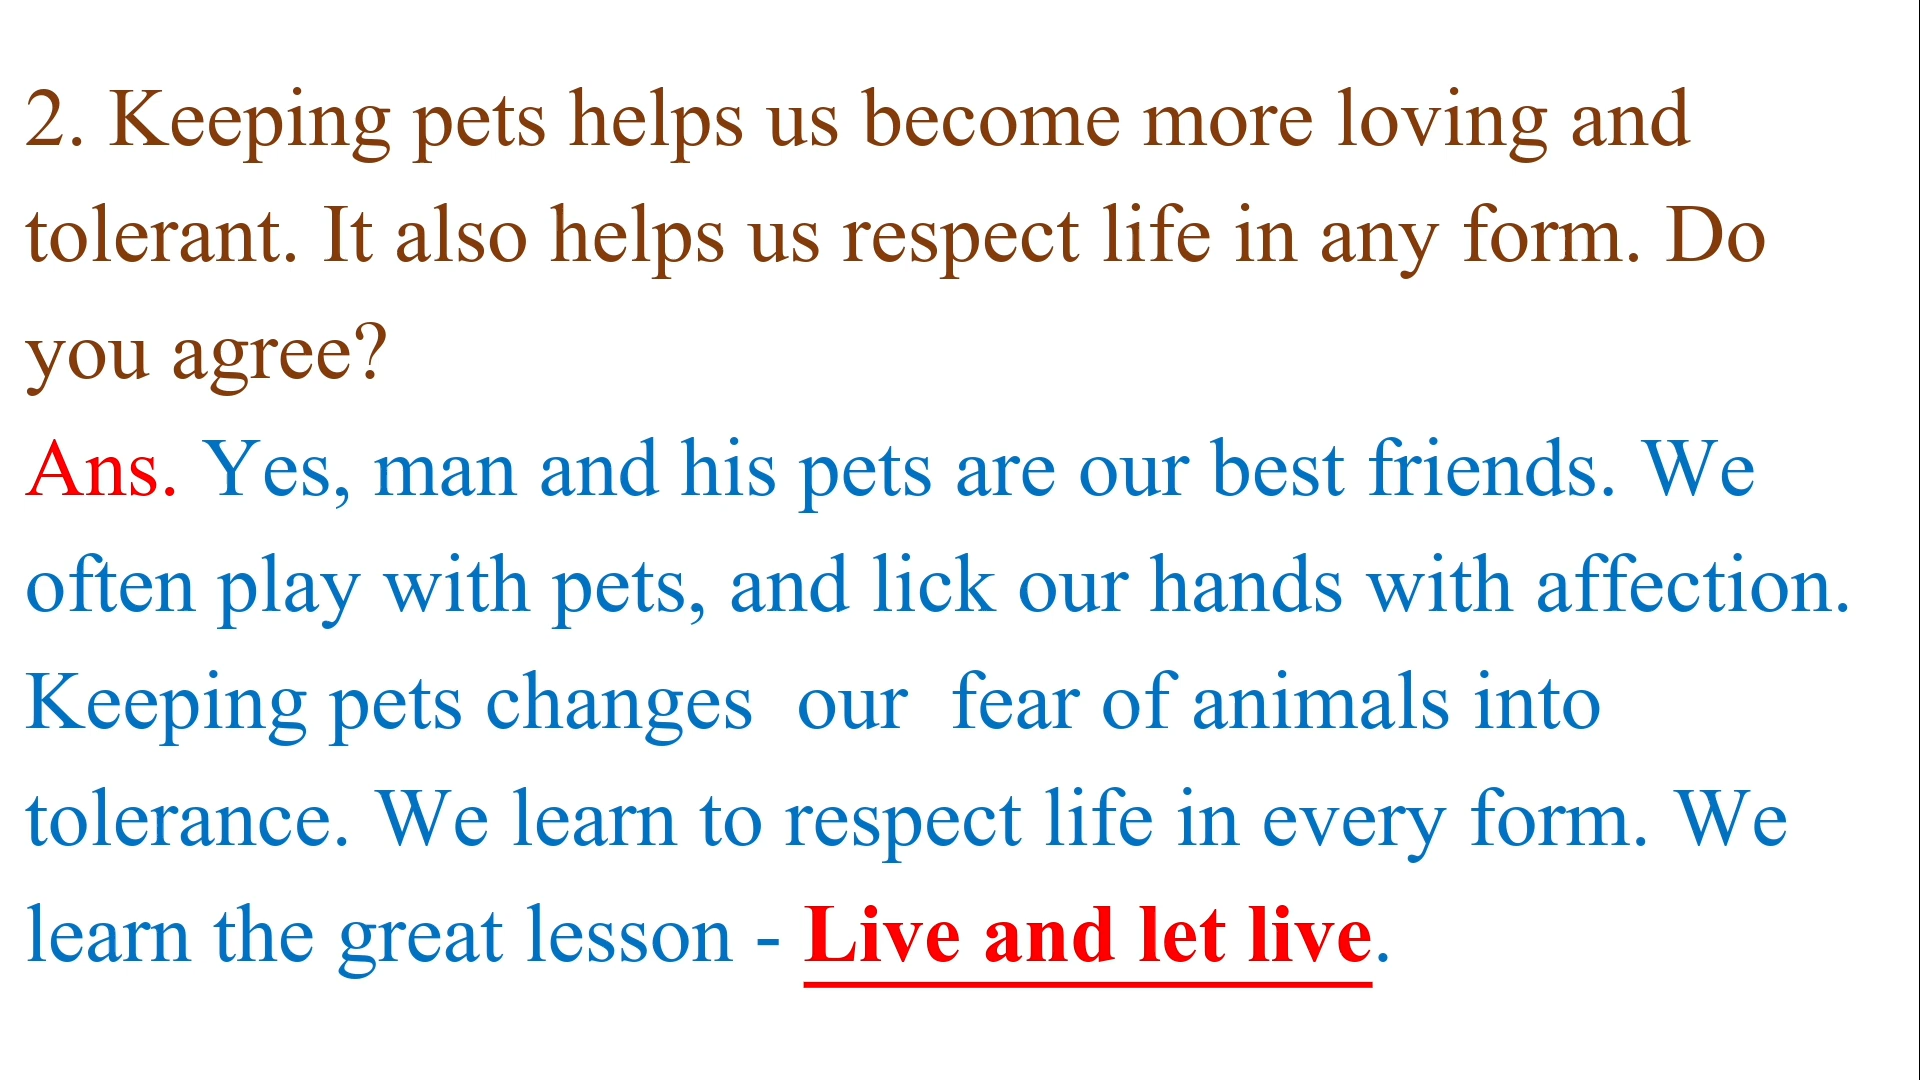 2. Keeping pets helps us become more loving and
tolerant. It also helps us respect life in any form. Do
you agree?
Ans. Yes, man and his pets are our best friends. We
often play with pets, and lick our hands with affection.
Keeping pets changes  our  fear of animals into
tolerance. We learn to respect life in every form. We
learn the great lesson - Live and let live.